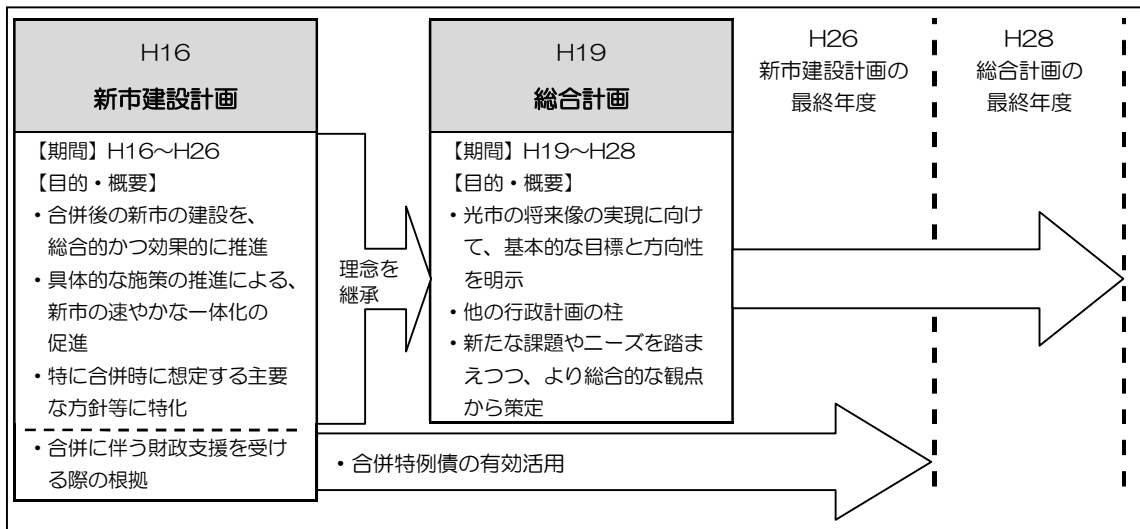 H16
新市建設計画
【期間】H16~H26
【目的・概要】
・合併後の新市の建設を、
総合的かつ効果的に推進
・具体的な施策の推進による、
新市の速やかな一体化の
促進
・特に合併時に想定する主要
な方針等に特化
・合併に伴う財政支援を受け
る際の根拠
理念を
継承
H19
総合計画
【期間】H19~H28
【目的・概要】
・光市の将来像の実現に向け
て、基本的な目標と方向性
を明示
・他の行政計画の柱
・新たな課題やニーズを踏ま
えつつ、より総合的な観点
から策定
・合併特例債の有効活用
H26
新市建設計画の
最終年度
H28
総合計画の
最終年度